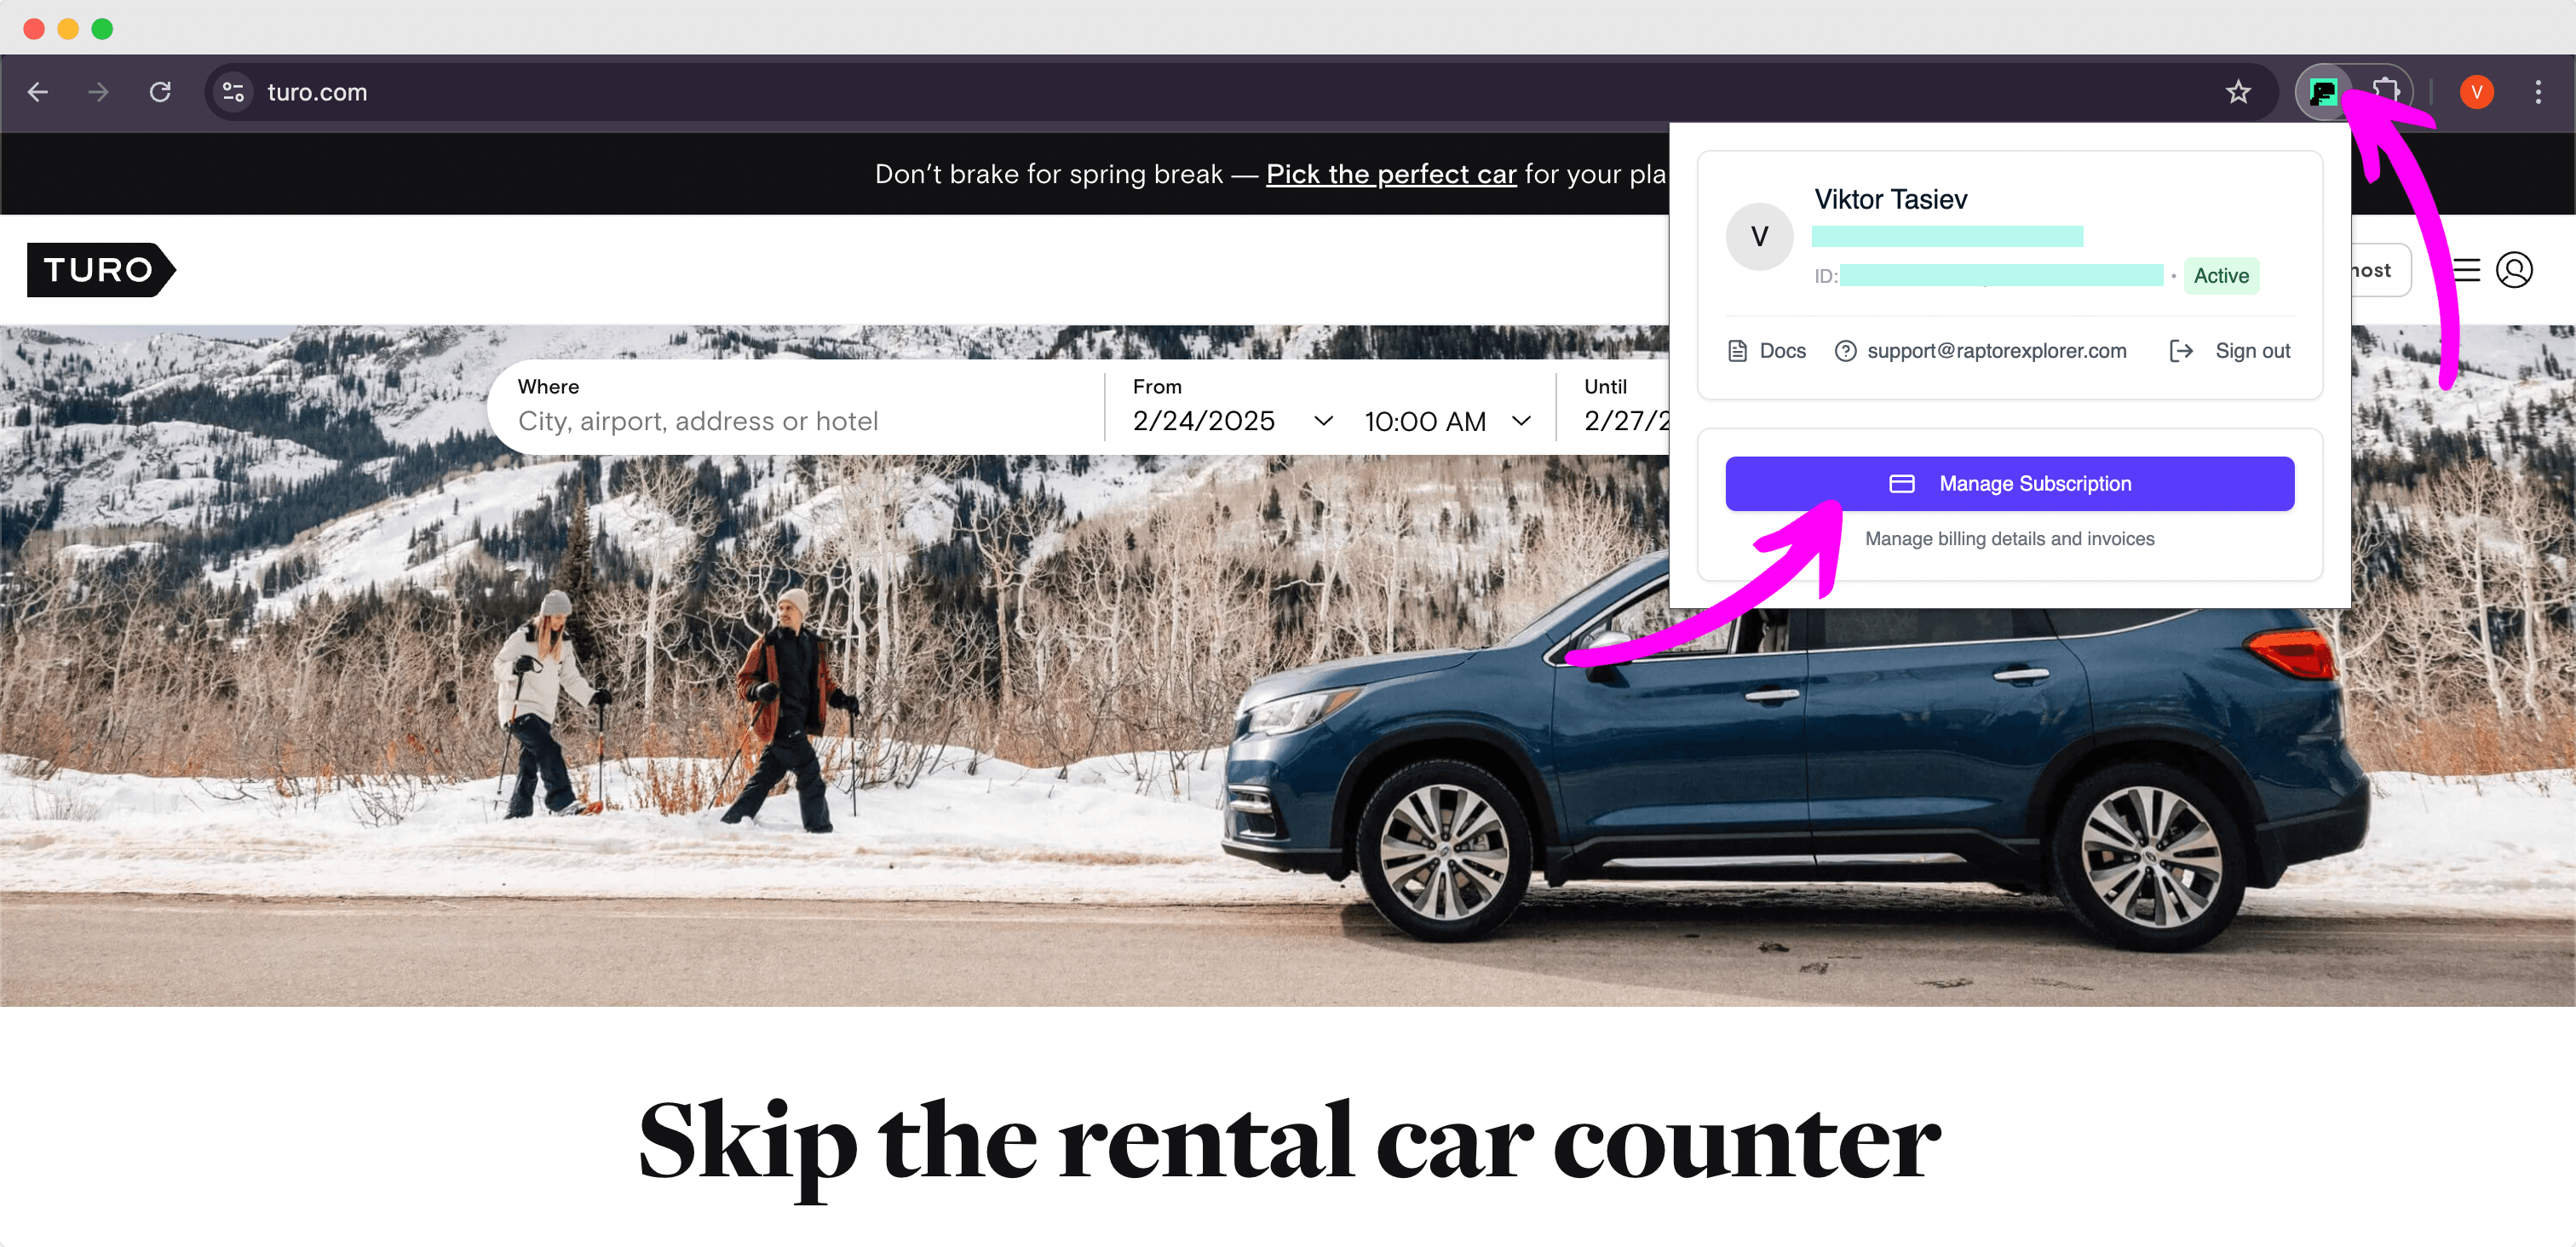 turo.com
V
Don't brake for spring break — Pick the perfect car for your pla
TURO
Viktor Tasiev
V
ID:
• Active
host
Docs
support@raptorexplorer.com
Sign out
Where
City, airport, address or hotel
From
2/24/2025
10:00 AM
Until
2/27/2
Manage Subscription
Manage billing details and invoices
Skip the rental car counter